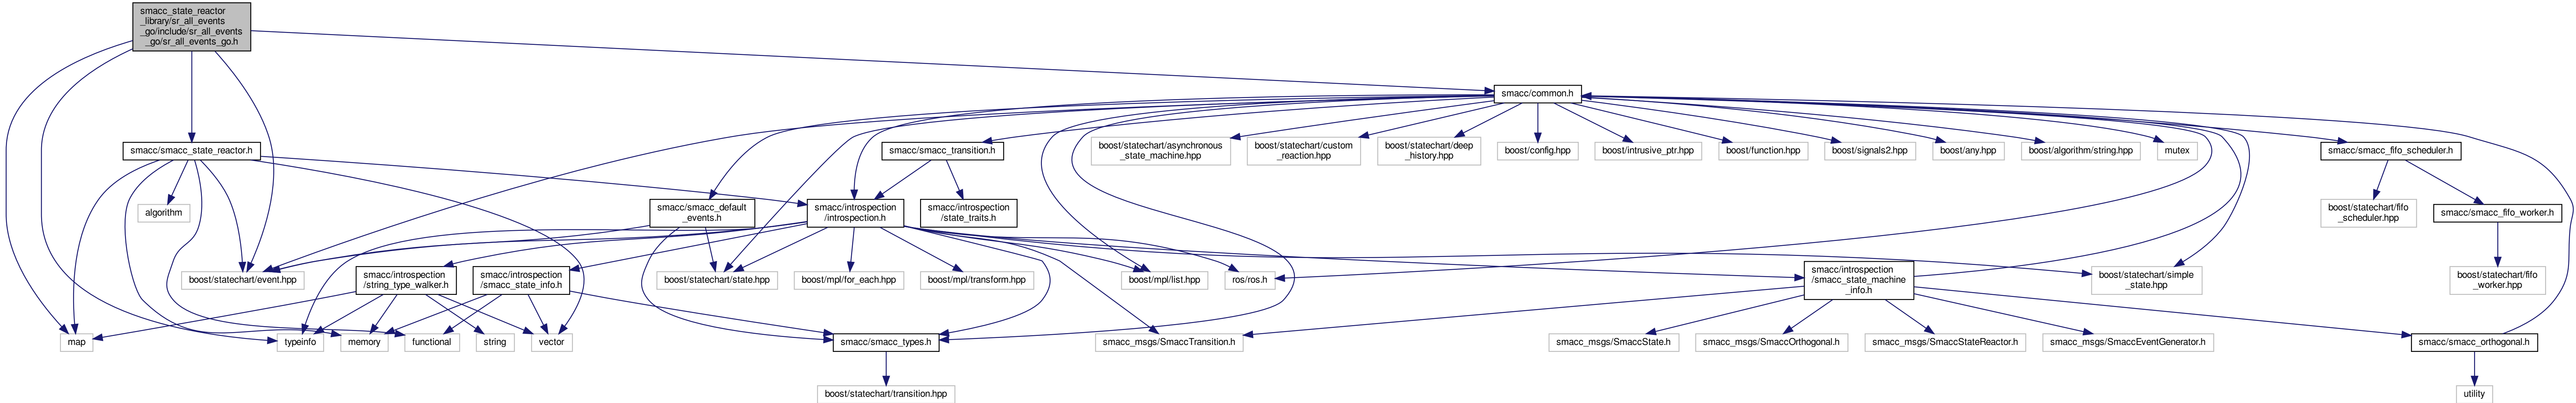 smacc_state_reactor
_library/sr_all_events
_go/include/sr_all_events
_go/sr_all_events_go.h
smacc/common.h
smacc/smacc_state_reactor.h
smacc/smacc_transition.h
boost/statechart/asynchronous
_state_machine.hpp
boost/statechart/custom
_reaction.hpp
boost/statechart/deep
_history.hpp
boost/config.hpp
boost/intrusive_ptr.hpp
boost/function.hpp
boost/signals2.hpp
boost/any.hpp
boost/algorithm/string.hpp
mutex
smacc/smacc_fifo_scheduler.h
algorithm
smacc/smacc_default
_events.h
smacc/introspection
/introspection.h
smacc/introspection
/state_traits.h
boost/statechart/fifo
_scheduler.hpp
smacc/smacc_fifo_worker.h
boost/statechart/event.hpp
smacc/introspection
/string_type_walker.h
smacc/introspection
/smacc_state_info.h
boost/statechart/state.hpp
boost/mpl/for_each.hpp
boost/mpl/transform.hpp
boost/mpl/list.hpp
ros/ros.h
smacc/introspection
/smacc_state_machine
_info.h
boost/statechart/simple
_state.hpp
boost/statechart/fifo
_worker.hpp
map
typeinfo
memory
functional
string
vector
smacc/smacc_types.h
smacc_msgs/SmaccTransition.h
smacc_msgs/SmaccState.h
smacc_msgs/SmaccOrthogonal.h
smacc_msgs/SmaccStateReactor.h
smacc_msgs/SmaccEventGenerator.h
smacc/smacc_orthogonal.h
boost/statechart/transition.hpp
utility